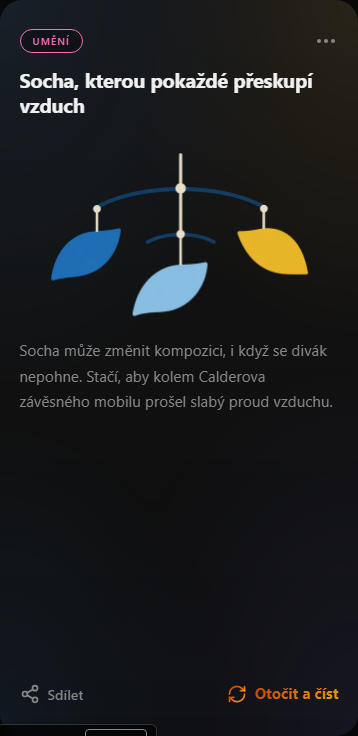 UMĚNÍ
Socha, kterou pokaždé přeskupí
vzduch
Socha může změnit kompozici, i když se divák
nepohne. Stačí, aby kolem Calderova
závěsného mobilu prošel slabý proud vzduchu.
Sdílet
Otočit a číst